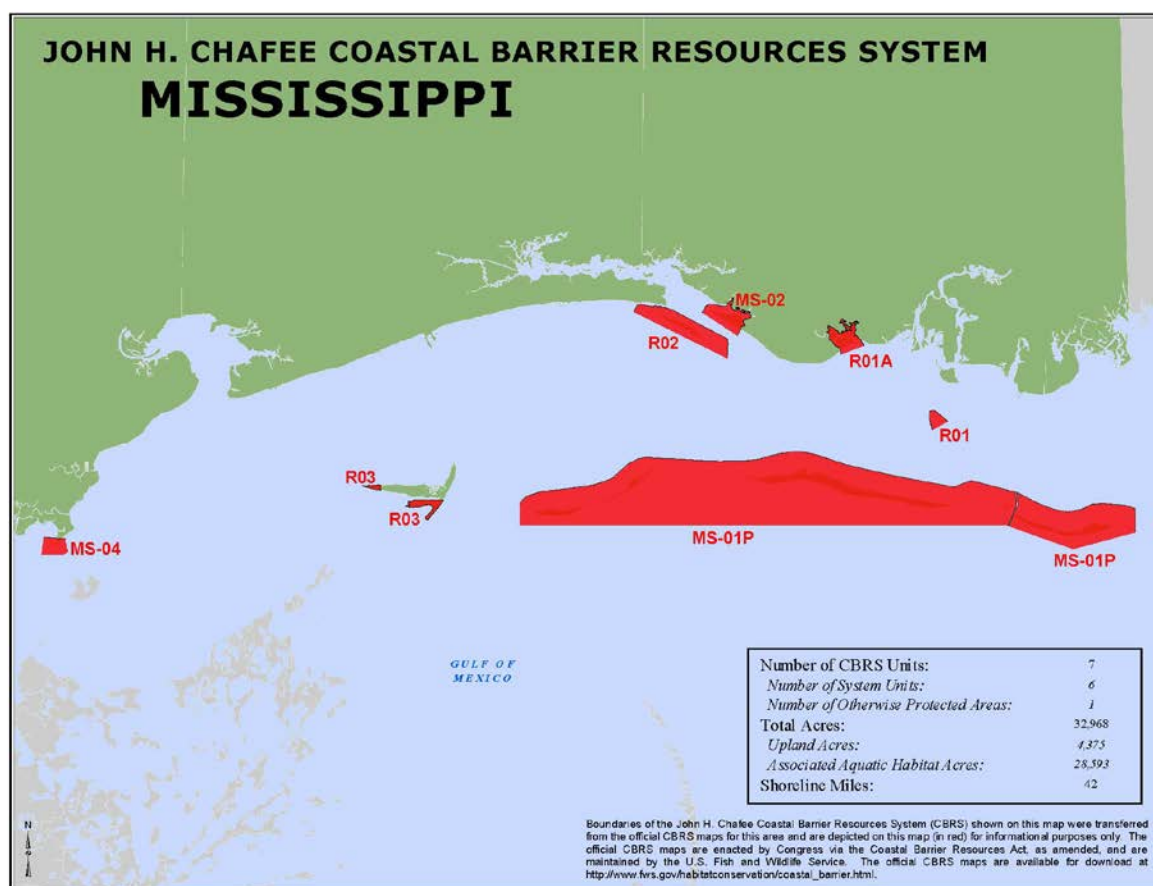 JOHN H. CHAFEE COASTAL BARRIER RESOURCES SYSTEM
MISSISSIPPI
MS-02
R02
R01A
R01
R03
R03
MS-04
MS-01P
MS-01P
GULF OF
MEXICO
Number of CBRS Units: 7
Number of System Units: 6
Number of Otherwise Protected Areas: 1
Total Acres: 32,968
Upland Acres: 4,375
Associated Aquatic Habitat Acres: 28,593
Shoreline Miles: 42
N
Boundaries of the John H. Chafee Coastal Barrier Resources System (CBRS) shown on this map were transferred
from the official CBRS maps for this area and are depicted on this map (in red) for informational purposes only. The
official CBRS maps are enacted by Congress via the Coastal Barrier Resources Act, as amended, and are
maintained by the U.S. Fish and Wildlife Service. The official CBRS maps are available for download at
http://www.fws.gov/habitatconservation/coastal_barrier.html.